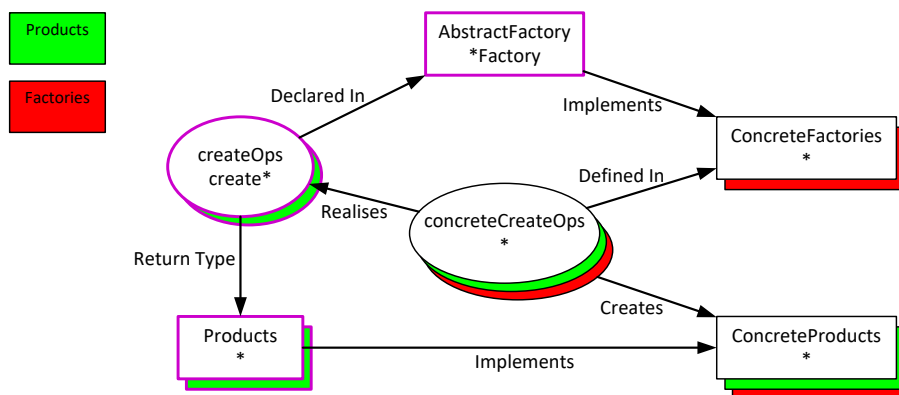 Products
Factories
AbstractFactory
*Factory
Declared In
Implements
createOps
create*
ConcreteFactories
*
Defined In
Realises
concreteCreateOps
*
Return Type
Creates
Products
*
Implements
ConcreteProducts
*